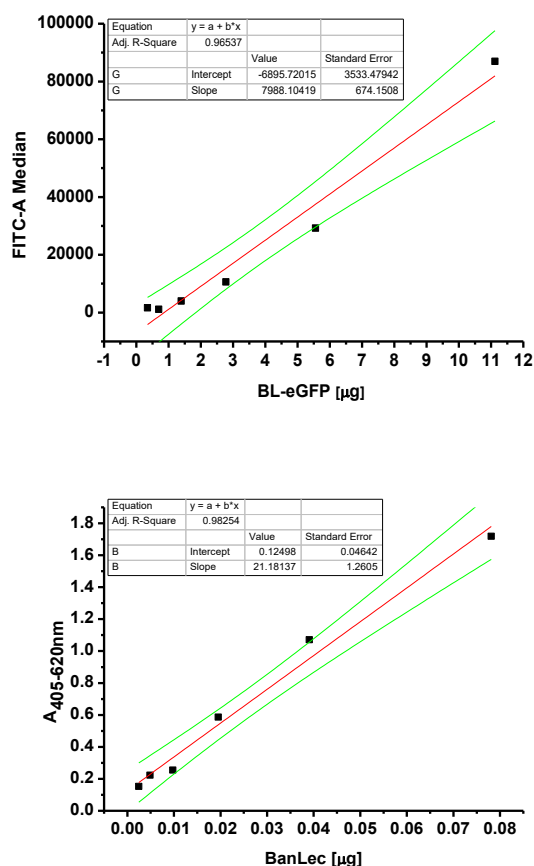 Equation y = a + b*x
Adj. R-Square 0.96537
Value Standard Error
G Intercept -6895.72015 3533.47942
G Slope 7988.10419 674.1508
100000
80000
60000
40000
20000
0
FITC-A Median
-1 0 1 2 3 4 5 6 7 8 9 10 11 12
BL-eGFP [µg]
Equation y = a + b*x
Adj. R-Square 0.98254
Value Standard Error
B Intercept 0.12498 0.04642
B Slope 21.18137 1.2605
1.8
1.6
1.4
1.2
1.0
0.8
0.6
0.4
0.2
0.0
A405-620nm
0.00 0.01 0.02 0.03 0.04 0.05 0.06 0.07 0.08
BanLec [µg]